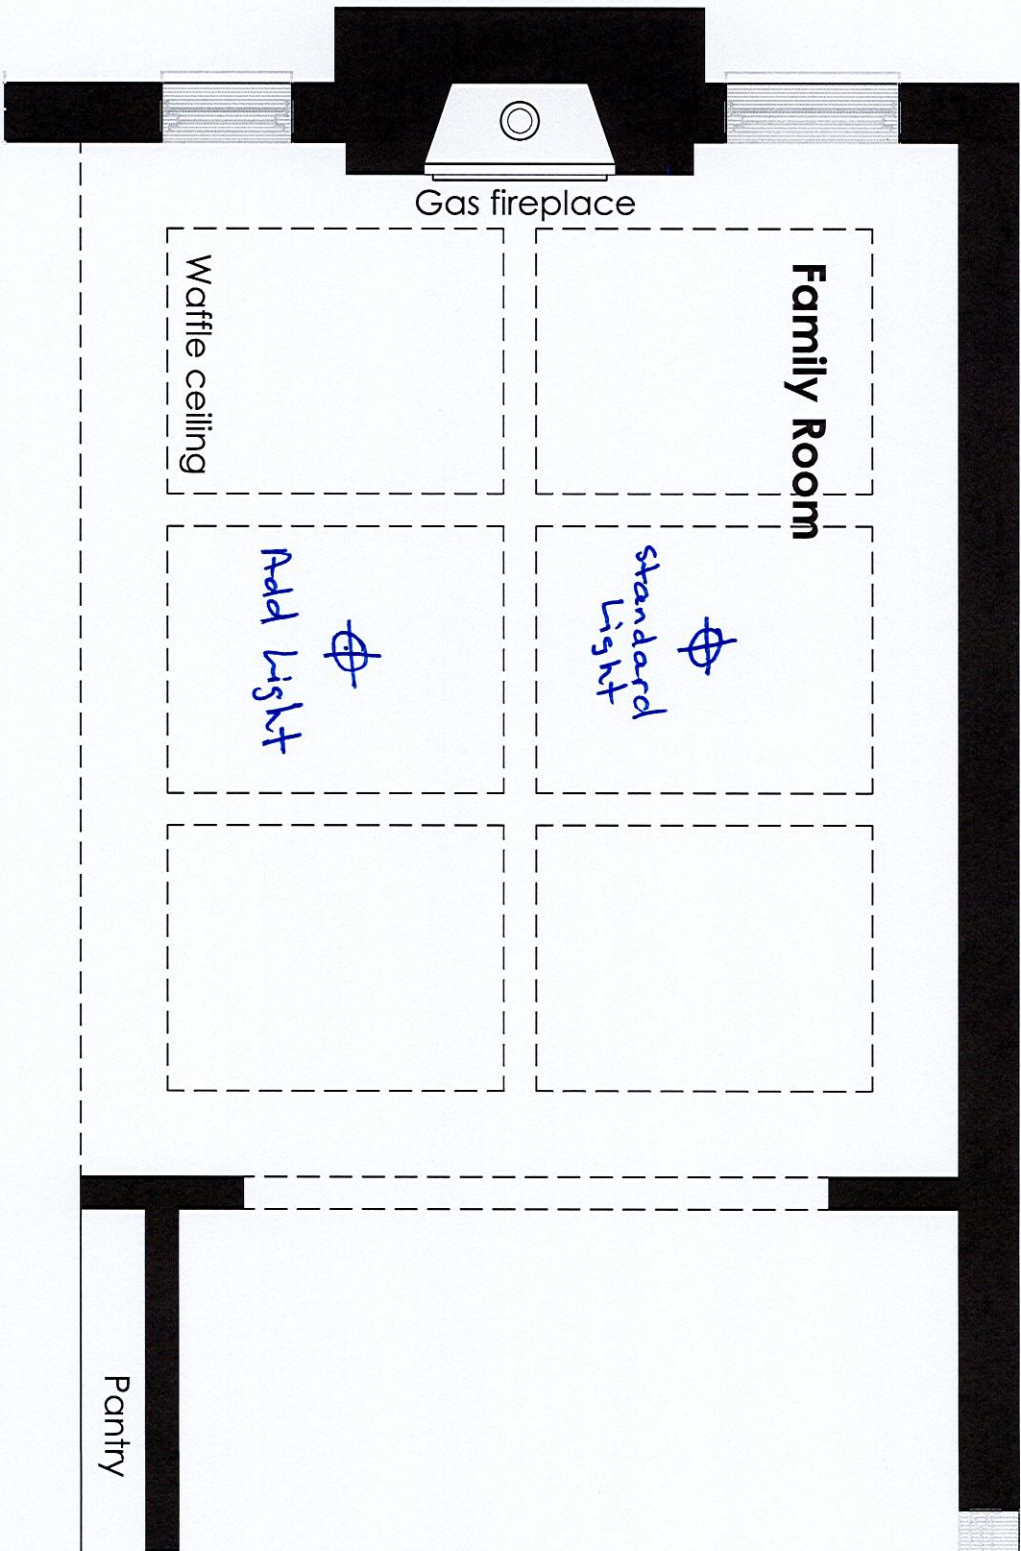 Gas fireplace
Family Room
Waffle ceiling
standard
Light
Add Light
Pantry